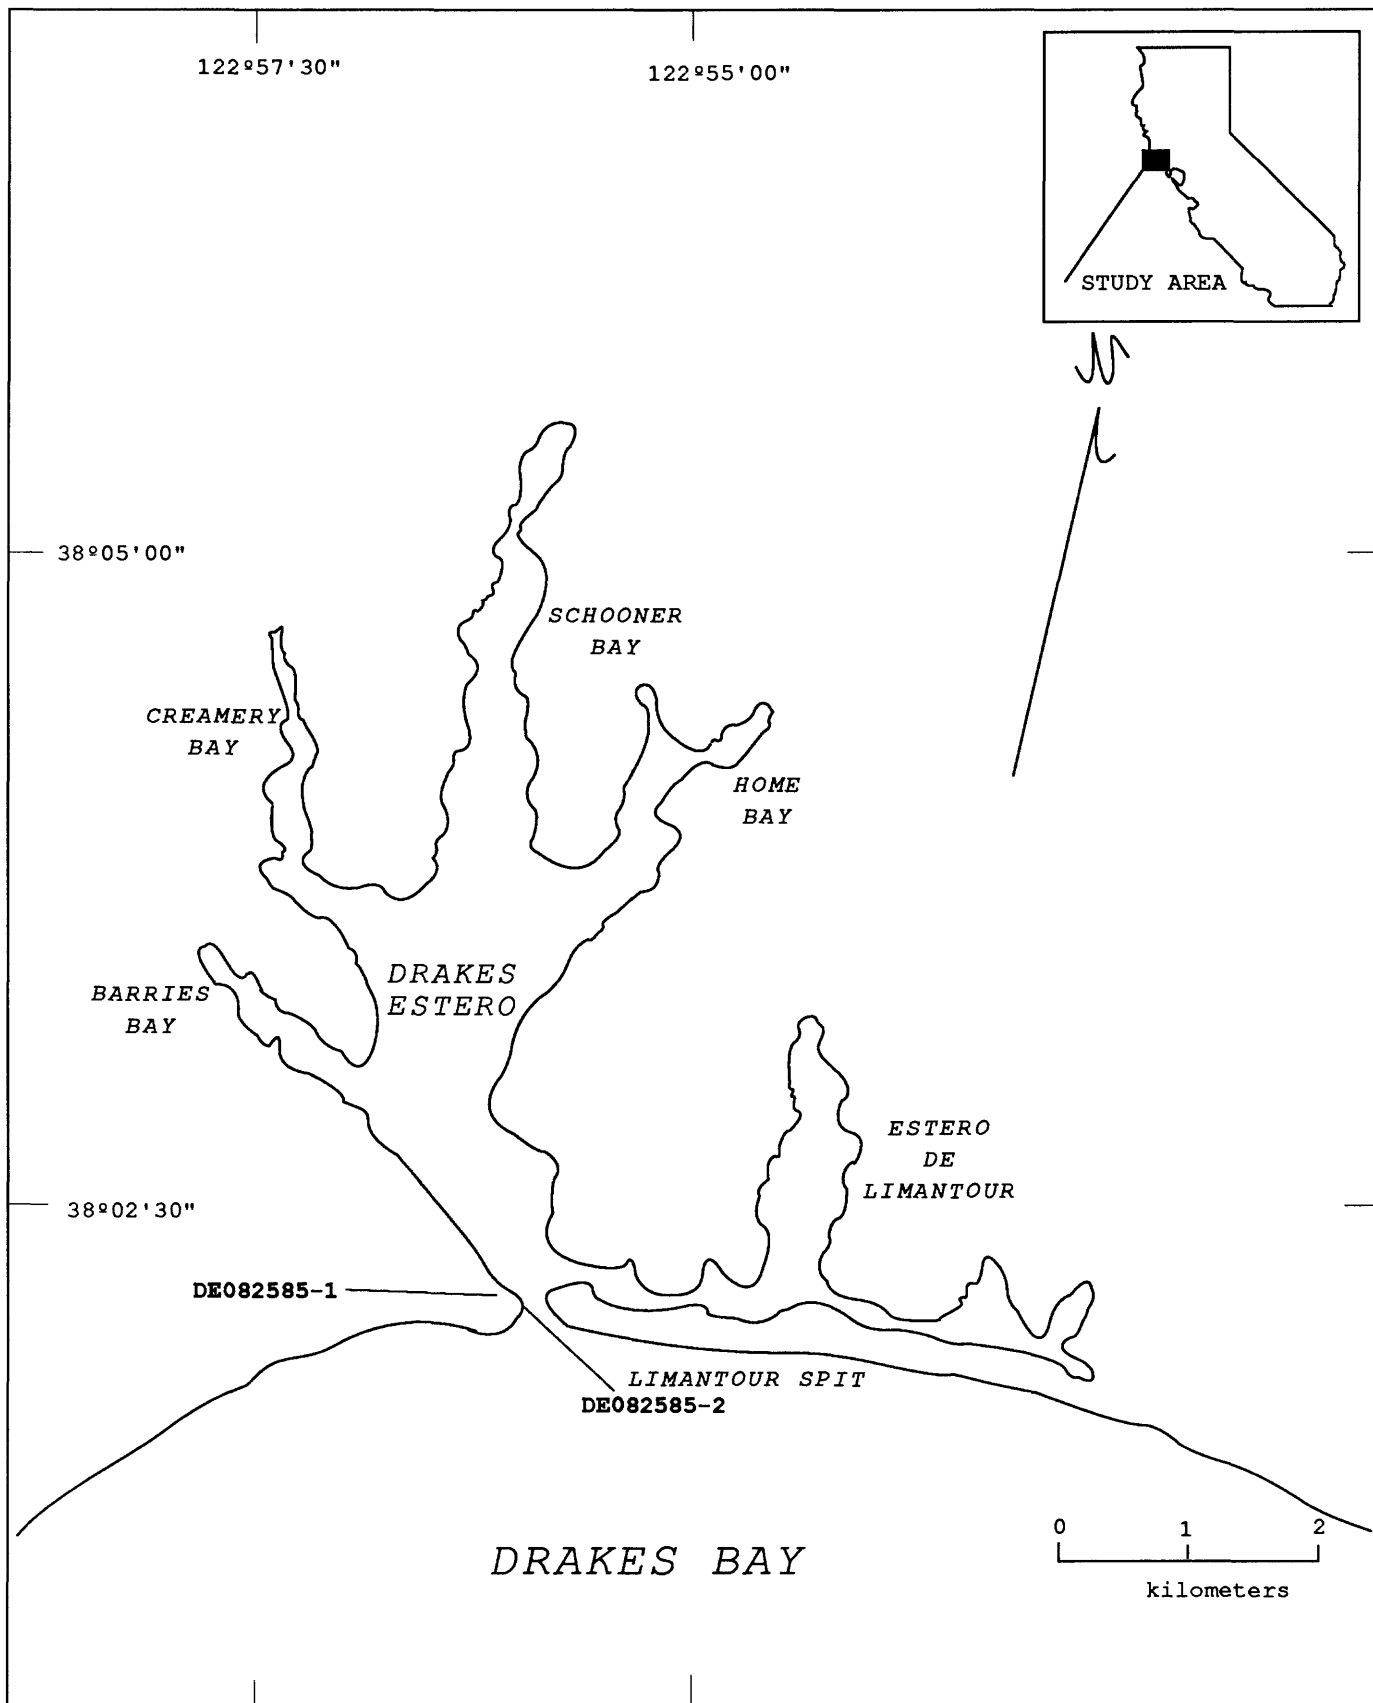 122º57'30"
122º55'00"
STUDY AREA
N
38º05'00"
SCHOONER
BAY
CREAMERY
BAY
HOME
BAY
DRAKES
ESTERO
BARRIES
BAY
ESTERO
DE
LIMANTOUR
38º02'30"
DE082585-1
LIMANTOUR SPIT
DE082585-2
DRAKES BAY
0 1 2
kilometers